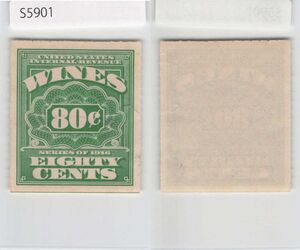 S5901
UNITED STATES
INTERNAL REVENUE
WINES
80¢
SERIES OF 1916
EIGHTY
CENTS